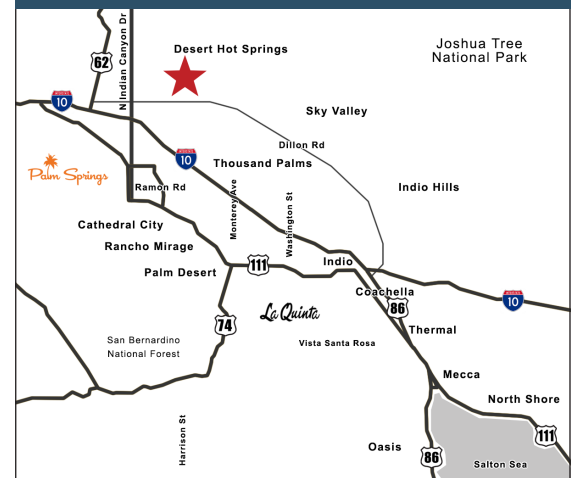 Desert Hot Springs
Joshua Tree
National Park
62
N Indian Canyon Dr
10
Sky Valley
Dillon Rd
10
Thousand Palms
Palm Springs
Ramon Rd
Indio Hills
Monterey Ave
Washington St
Cathedral City
Rancho Mirage
Palm Desert
111
Indio
Coachella
10
86
La Quinta
74
Thermal
San Bernardino
National Forest
Vista Santa Rosa
Mecca
North Shore
Harrison St
111
Oasis
86
Salton Sea